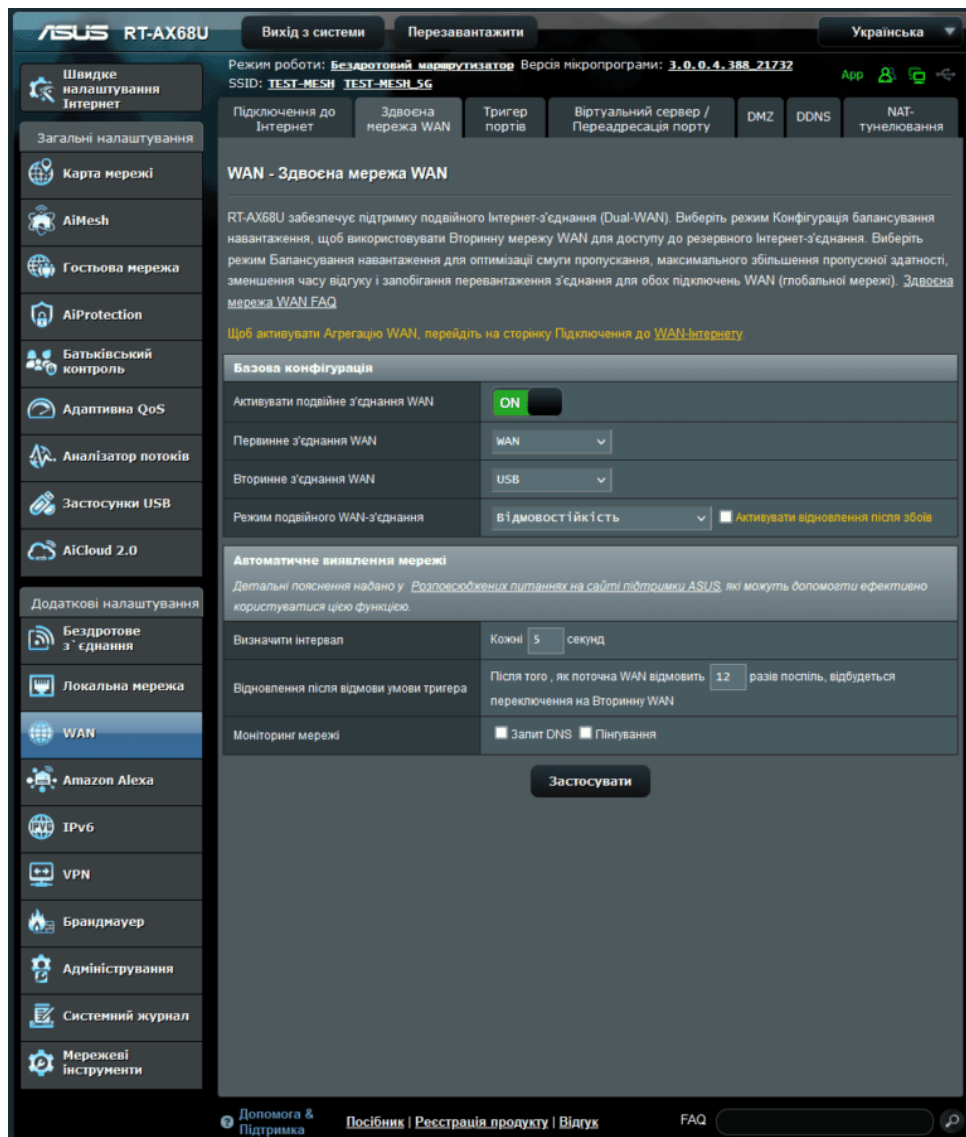 ASUS RT-AX68U
Вихід з системи
Перезавантажити
Українська
Швидке
налаштування
Інтернет
Режим роботи: Бездротовий маршрутизатор Версія мікропрограми: 3.0.0.4.388_21732
SSID: TEST-MESH TEST-MESH_5G
App
Підключення до
Інтернет
Здвоєна
мережа WAN
Тригер
портів
Віртуальний сервер /
Переадресація порту
DMZ
DDNS
NAT-
тунелювання
Загальні налаштування
Карта мережі
AiMesh
Гостьова мережа
AiProtection
Батьківський
контроль
Адаптивна QoS
Аналізатор потоків
Застосунки USB
AiCloud 2.0
Додаткові налаштування
Бездротове
з`єднання
Локальна мережа
WAN
Amazon Alexa
IPv6
VPN
Брандмауер
Адміністрування
Системний журнал
Мережеві
інструменти
WAN - Здвоєна мережа WAN
RT-AX68U забезпечує підтримку подвійного Інтернет-з'єднання (Dual-WAN). Виберіть режим Конфігурація балансування
навантаження, щоб використовувати Вторинну мережу WAN для доступу до резервного Інтернет-з'єднання. Виберіть
режим Балансування навантаження для оптимізації смуги пропускання, максимального збільшення пропускної здатності,
зменшення часу відгуку і запобігання перевантаження з'єднання для обох підключень WAN (глобальної мережі). Здвоєна
мережа WAN FAQ
Щоб активувати Агрегацію WAN, перейдіть на сторінку Підключення до WAN-Інтернету.
Базова конфігурація
Активувати подвійне з'єднання WAN
ON
Первинне з'єднання WAN
WAN
Вторинне з'єднання WAN
USB
Режим подвійного WAN-з'єднання
Відмовостійкість
Активувати відновлення після збоїв
Автоматичне виявлення мережі
Детальні пояснення надано у Розповсюджених питаннях на сайті підтримки ASUS, які можуть допомогти ефективно
користуватися цією функцією.
Визначити інтервал
Кожні 5 секунд
Відновлення після відмови умови тригера
Після того , як поточна WAN відмовить 12 разів поспіль, відбудеться
переключення на Вторинну WAN
Моніторинг мережі
Запит DNS Пінгування
Застосувати
Допомога &
Підтримка
Посібник | Реєстрація продукту | Відгук
FAQ